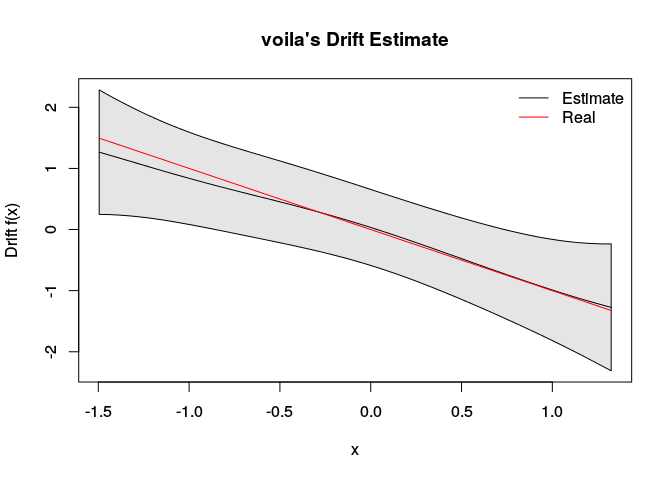 voila's Drift Estimate
Estimate
Real
Drift f(x)
2
1
0
-1
-2
-1.5 -1.0 -0.5 0.0 0.5 1.0
x